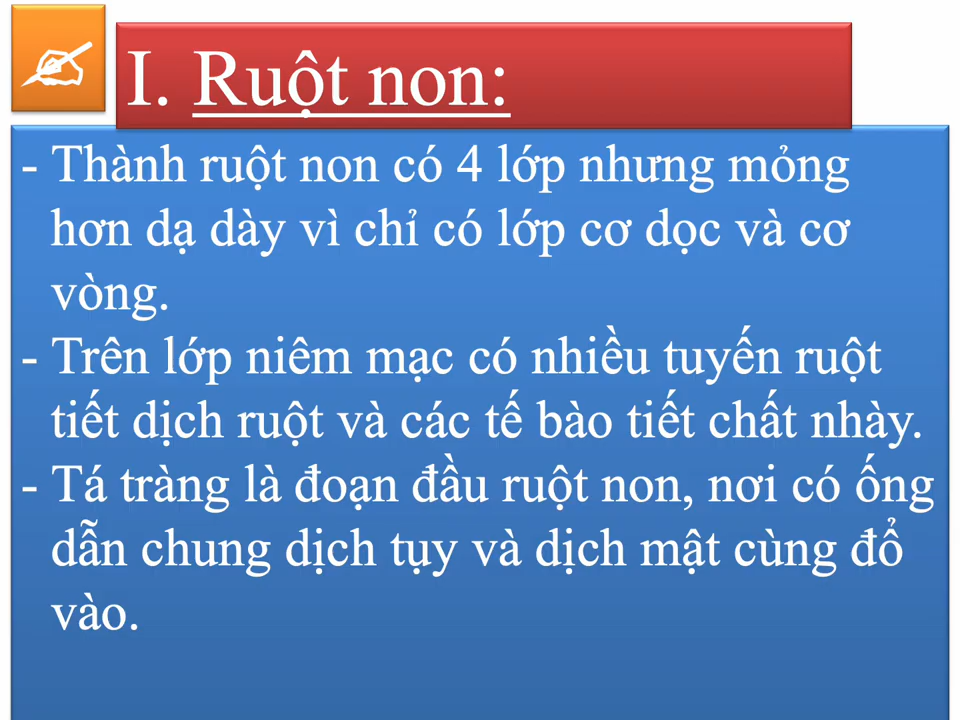 I. Ruột non:
- Thành ruột non có 4 lớp nhưng mỏng
hơn dạ dày vì chỉ có lớp cơ dọc và cơ
vòng.
- Trên lớp niêm mạc có nhiều tuyến ruột
tiết dịch ruột và các tế bào tiết chất nhày.
- Tá tràng là đoạn đầu ruột non, nơi có ống
dẫn chung dịch tụy và dịch mật cùng đổ
vào.